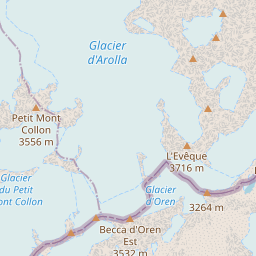 Glacier
d'Arolla
Petit Mont
Collon
3556 m
L'Evêque
3716 m
Glacier
du Petit
Mont Collon
Glacier
d'Oren
3264 m
Becca d'Oren
Est
3532 m